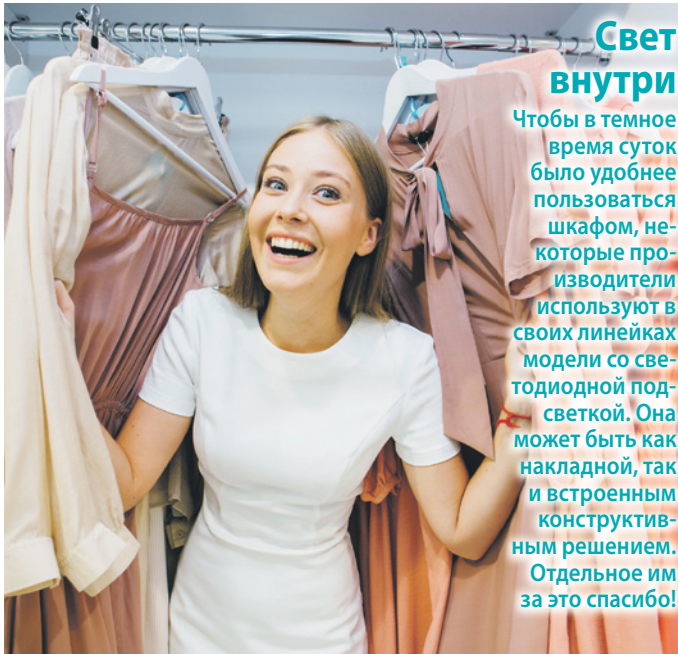 Свет
внутри
Чтобы в темное
время суток
было удобнее
пользоваться
шкафом, не-
которые про-
изводители
используют в
своих линейках
модели со све-
тодиодной под-
светкой. Она
может быть как
накладной, так
и встроенным
конструктив-
ным решением.
Отдельное им
за это спасибо!